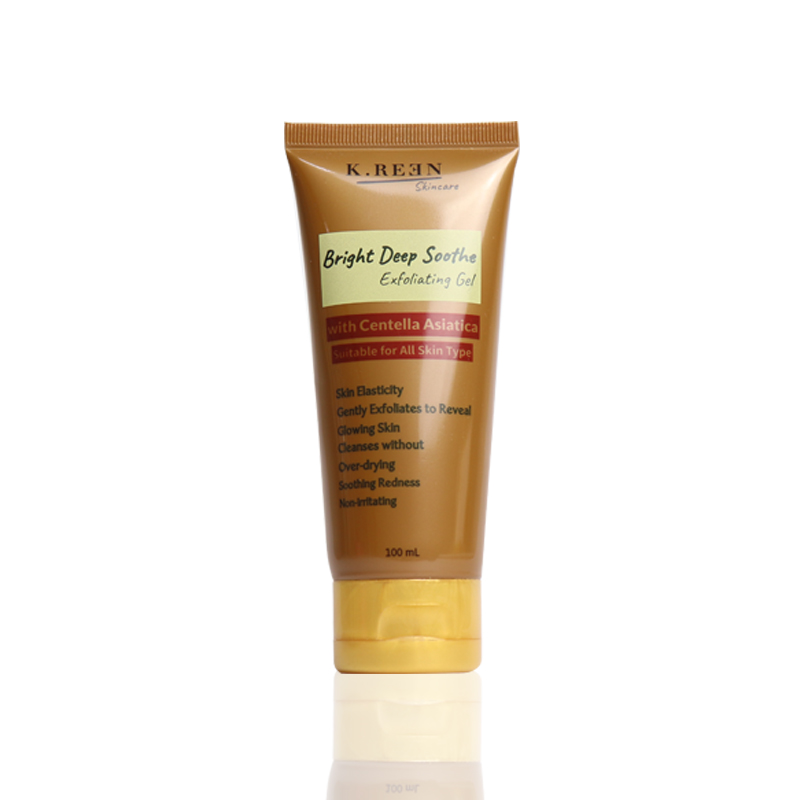 K.REƎN
Skincare
Bright Deep Soothe
Exfoliating Gel
with Centella Asiatica
Suitable for All Skin Type
Skin Elasticity
Gently Exfoliates to Reveal
Glowing Skin
Cleanses without
Over-drying
Soothing Redness
Non-irritating
100 mL